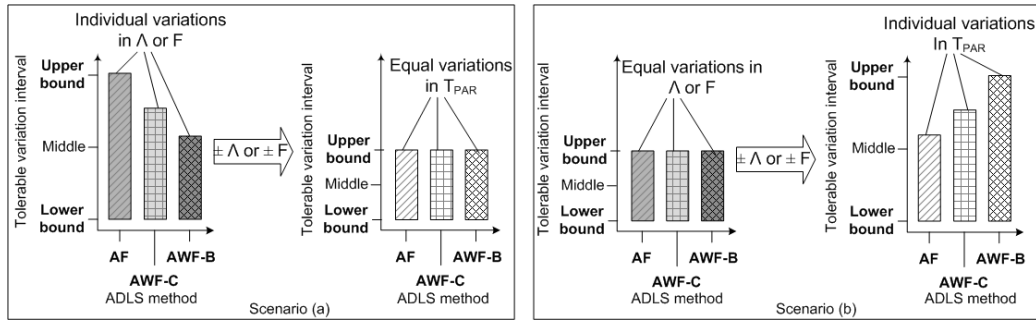 Individual variations
in Λ or F
Tolerable variation interval
Upper
bound
Middle
Lower
bound
AF
AWF-B
AWF-C
ADLS method
± Λ or ± F
Equal variations
in TPAR
Tolerable variation interval
Upper
bound
Middle
Lower
bound
AF
AWF-B
AWF-C
ADLS method
Scenario (a)
Equal variations in
Λ or F
Tolerable variation interval
Upper
bound
Middle
Lower
bound
AF
AWF-B
AWF-C
ADLS method
± Λ or ± F
Individual variations
In TPAR
Tolerable variation interval
Upper
bound
Middle
Lower
bound
AF
AWF-B
AWF-C
ADLS method
Scenario (b)